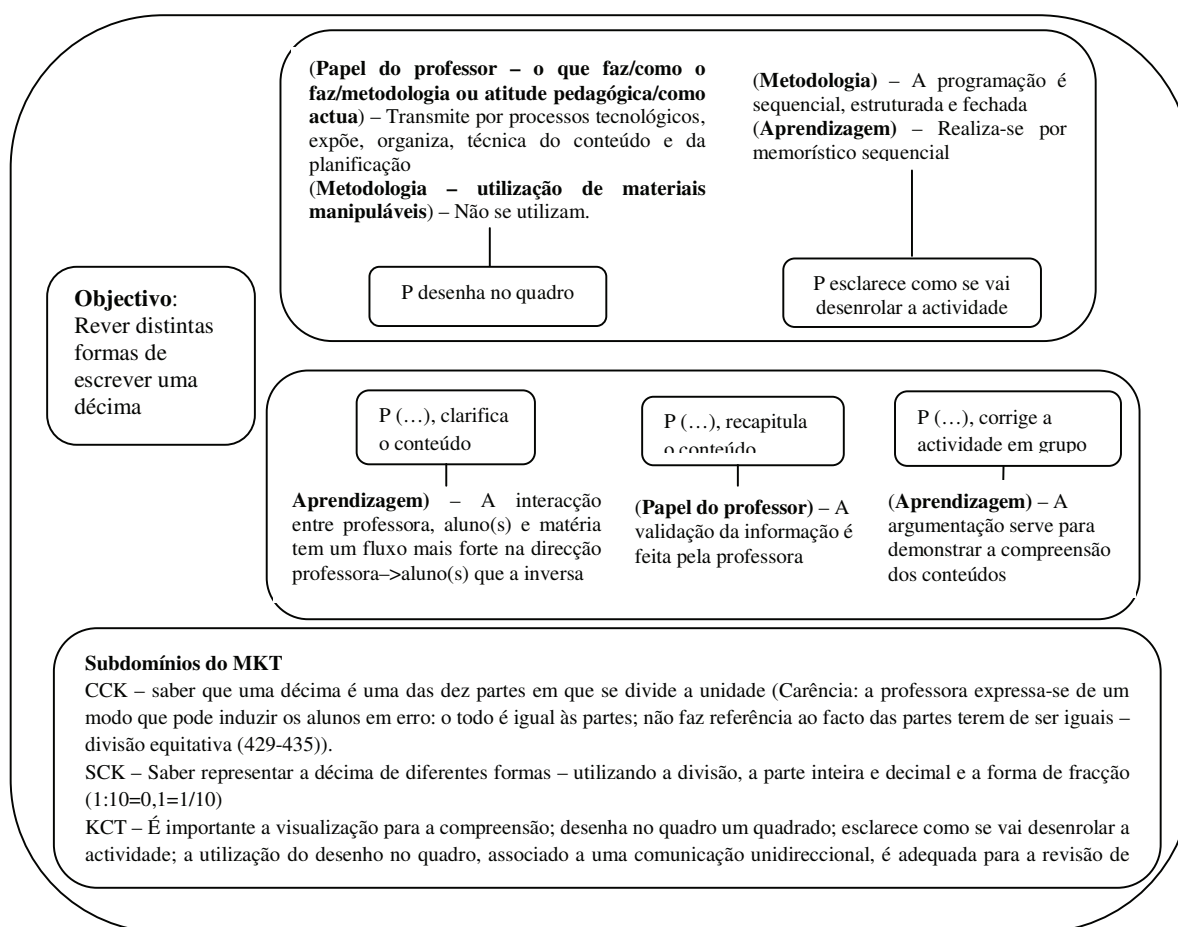 (Papel do professor – o que faz/como o
faz/metodologia ou atitude pedagógica/como
actua) – Transmite por processos tecnológicos,
expõe, organiza, técnica do conteúdo e da
planificação
(Metodologia – utilização de materiais
manipuláveis) – Não se utilizam.
(Metodologia) – A programação é
sequencial, estruturada e fechada
(Aprendizagem) – Realiza-se por
memorístico sequencial
P desenha no quadro
P esclarece como se vai
desenrolar a actividade
Objectivo:
Rever distintas
formas de
escrever uma
décima
P (…), clarifica
o conteúdo
P (…), recapitula
o conteúdo
P (…), corrige a
actividade em grupo
Aprendizagem) – A interacção
entre professora, aluno(s) e matéria
tem um fluxo mais forte na direcção
professora–>aluno(s) que a inversa
(Papel do professor) – A
validação da informação é
feita pela professora
(Aprendizagem) – A
argumentação serve para
demonstrar a compreensão
dos conteúdos
Subdomínios do MKT
CCK – saber que uma décima é uma das dez partes em que se divide a unidade (Carência: a professora expressa-se de um
modo que pode induzir os alunos em erro: o todo é igual às partes; não faz referência ao facto das partes terem de ser iguais –
divisão equitativa (429-435)).
SCK – Saber representar a décima de diferentes formas – utilizando a divisão, a parte inteira e decimal e a forma de fracção
(1:10=0,1=1/10)
KCT – É importante a visualização para a compreensão; desenha no quadro um quadrado; esclarece como se vai desenrolar a
actividade; a utilização do desenho no quadro, associado a uma comunicação unidireccional, é adequada para a revisão de